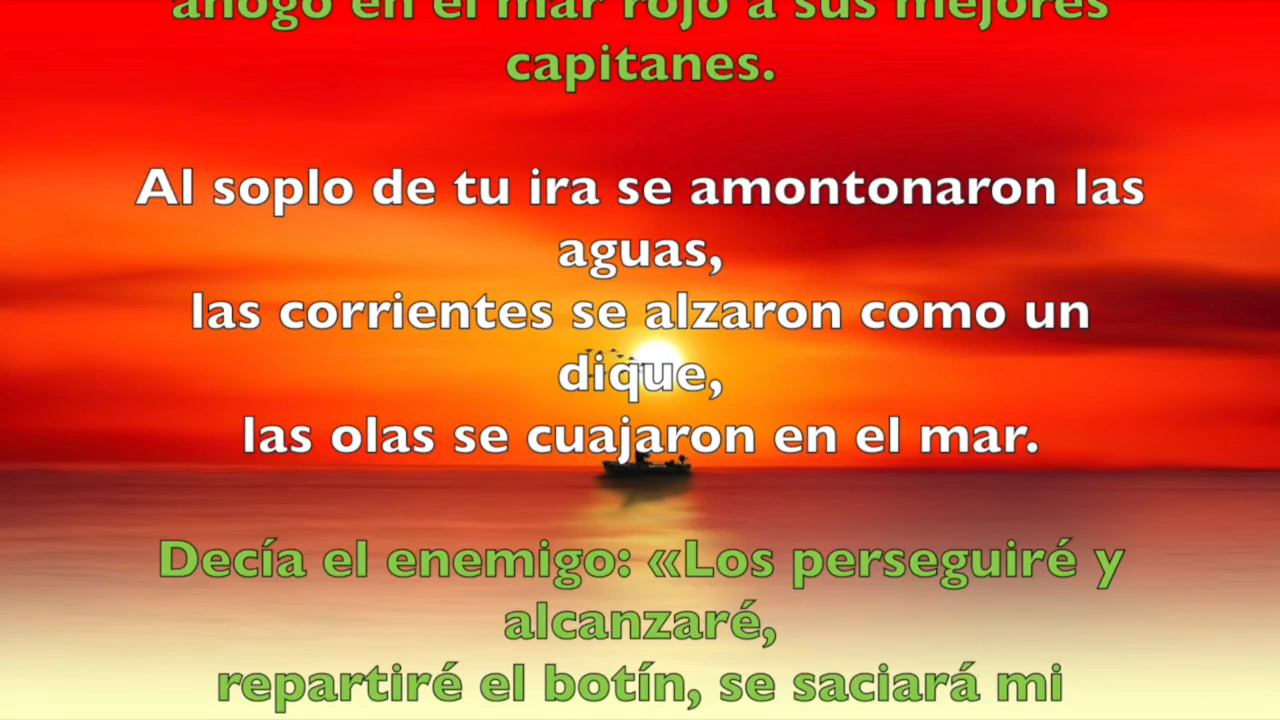 ahogó en el mar rojo a sus mejores
capitanes.
Al soplo de tu ira se amontonaron las
aguas,
las corrientes se alzaron como un
dique,
las olas se cuajaron en el mar.
Decía el enemigo: «Los perseguiré y
alcanzaré,
repartiré el botín, se saciará mi